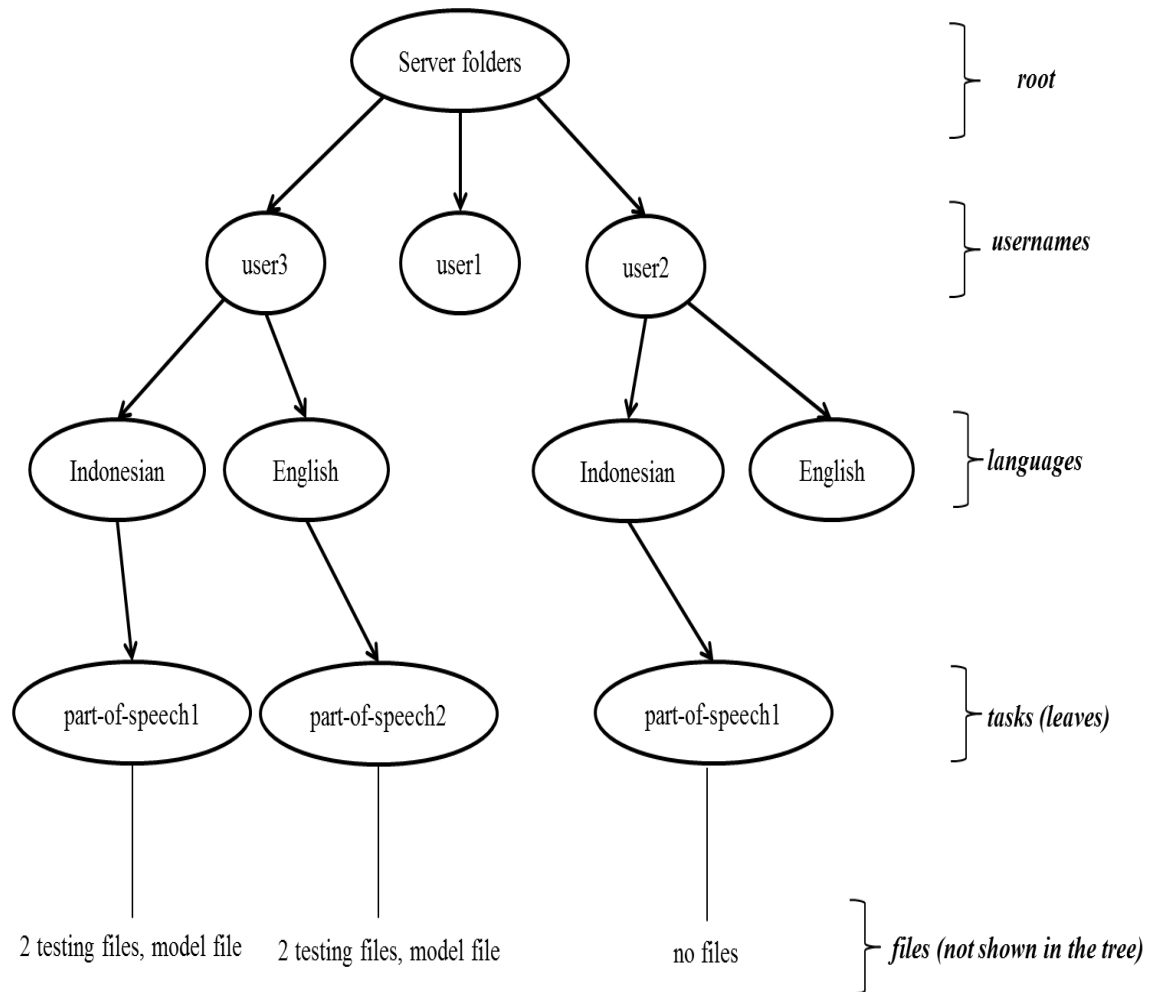 Server folders
root
user3
user1
user2
usernames
Indonesian
English
Indonesian
English
languages
part-of-speech1
part-of-speech2
part-of-speech1
tasks (leaves)
2 testing files, model file
2 testing files, model file
no files
files (not shown in the tree)